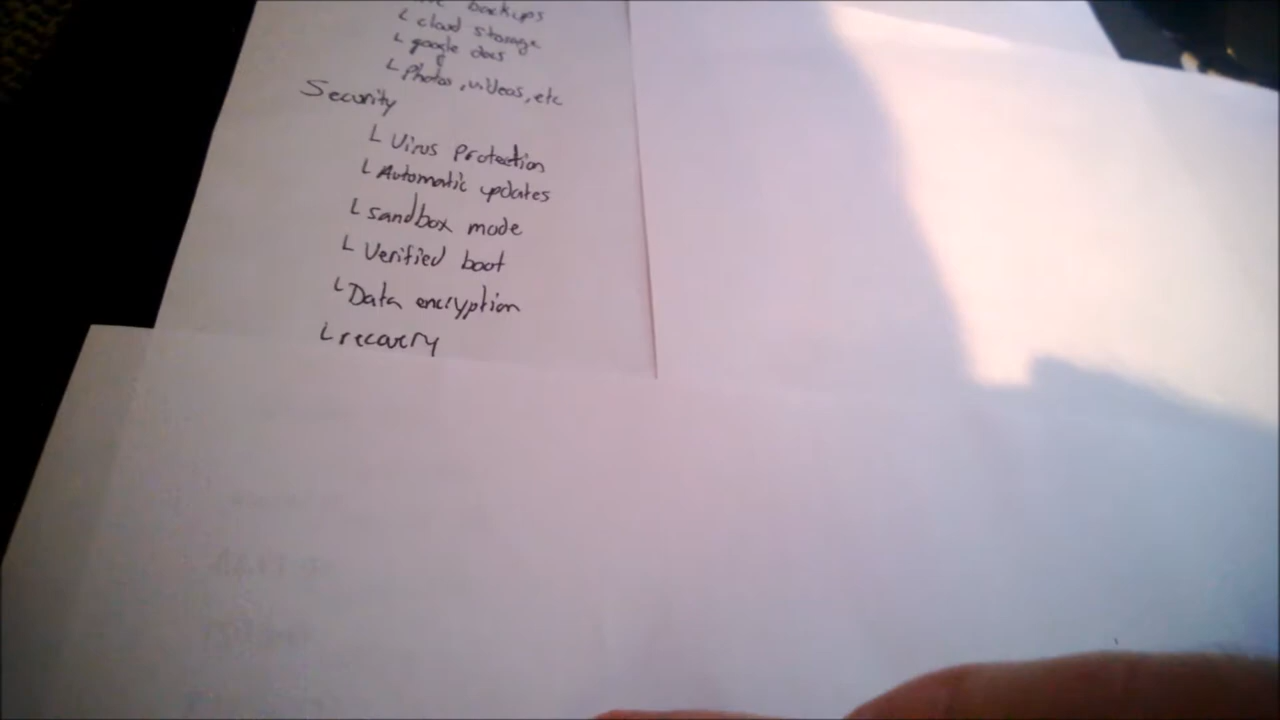 backups
L cloud storage
L google docs
L Photos, videos, etc
Security
L Virus Protection
L Automatic updates
L sandbox mode
L Verified boot
L Data encryption
L recovery